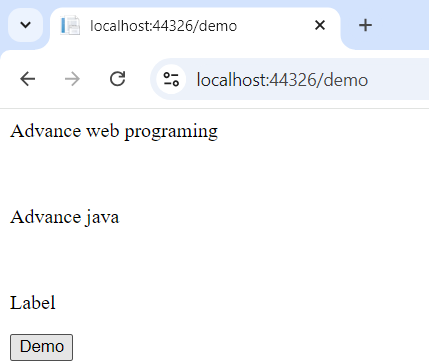 localhost:44326/demo
localhost:44326/demo
Advance web programing
Advance java
Label
Demo